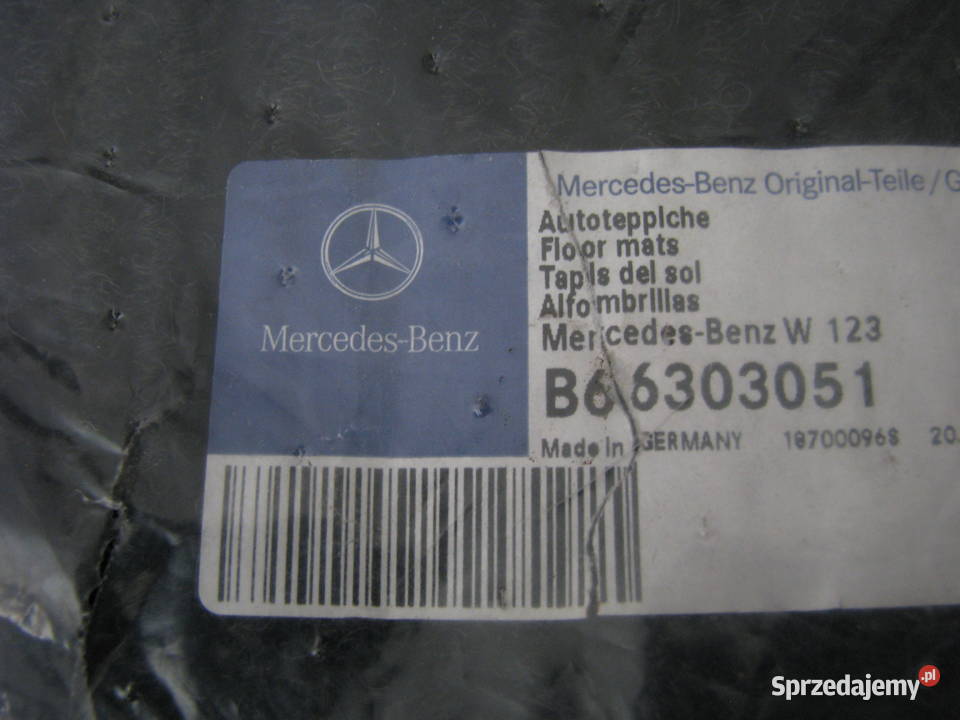 Mercedes-Benz Original-Teile/G
Autoteppiche
Floor mats
Tapis del sol
Alfombrillas
Mercedes-Benz W 123
B6 6303051
Made in GERMANY 18700096S 20.
Mercedes-Benz
Sprzedajemy.pl